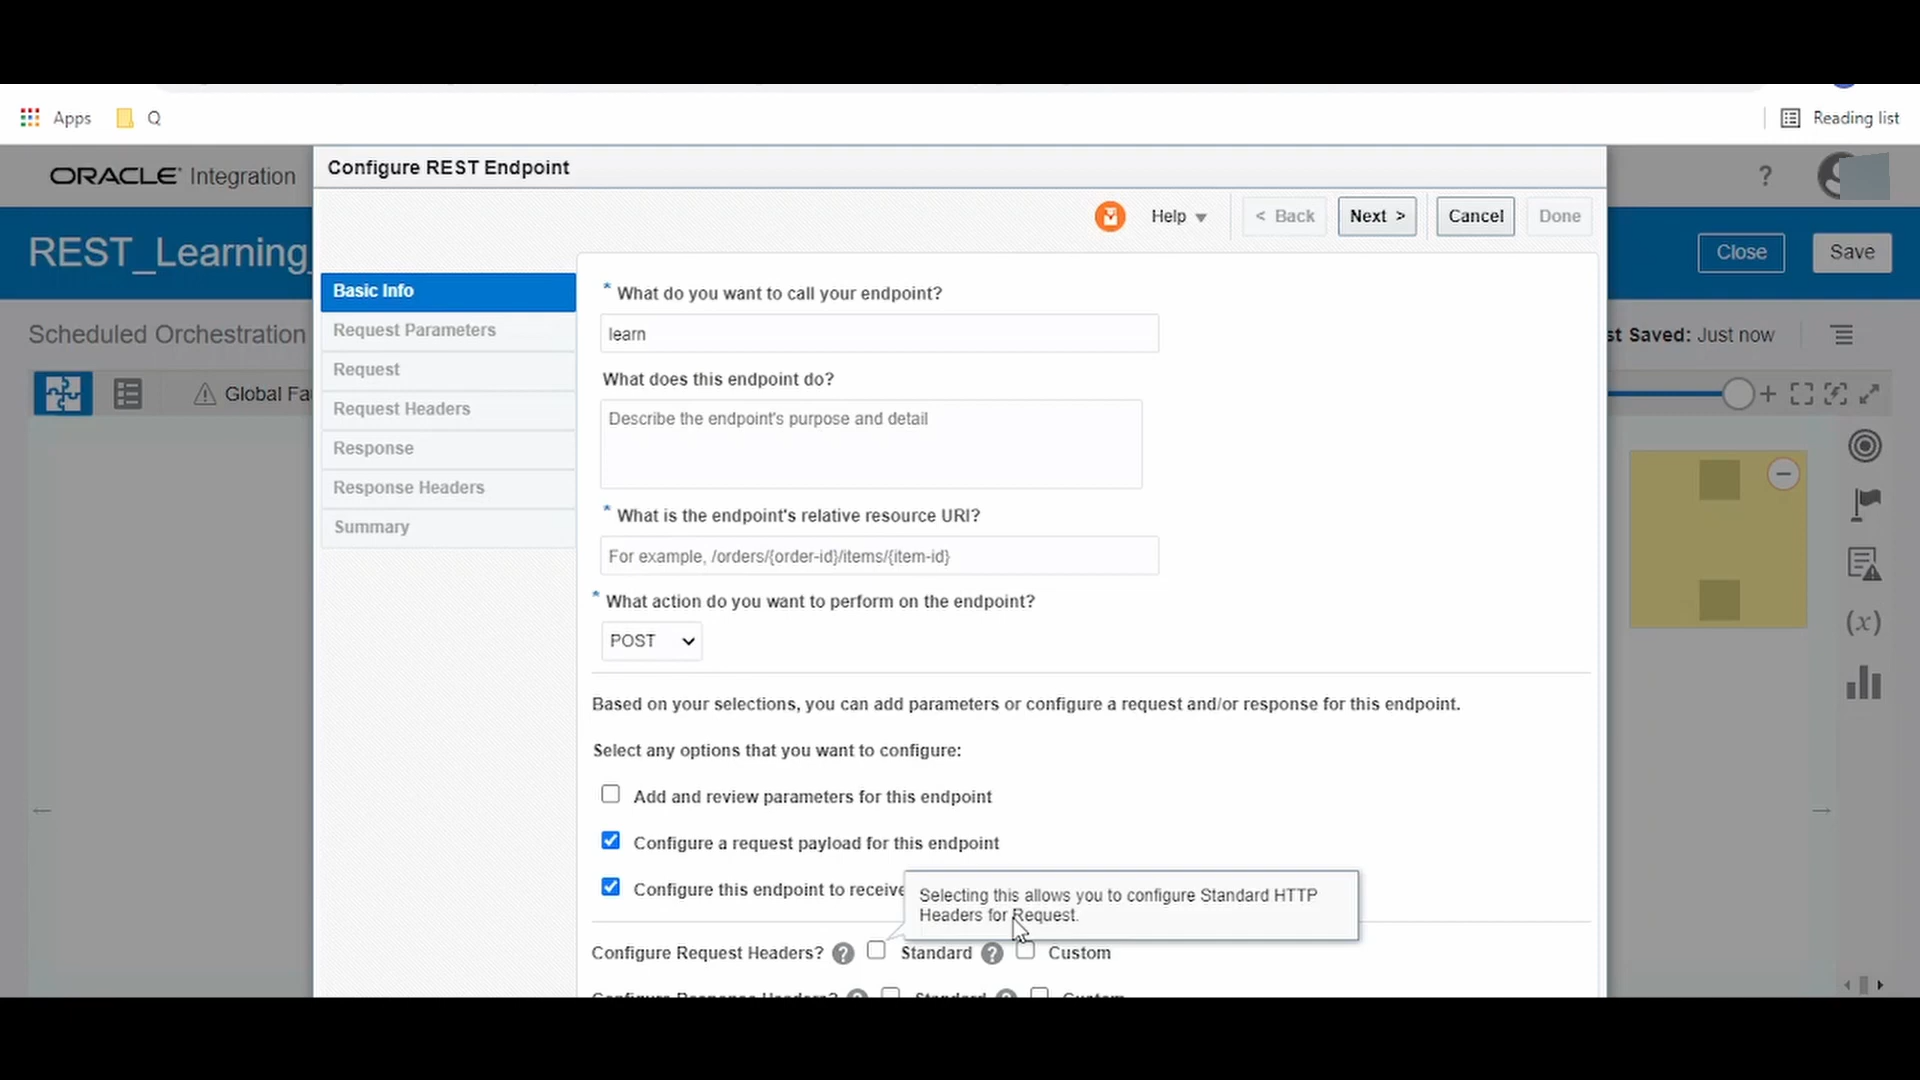 Apps
Q
Reading list
ORACLE Integration
Configure REST Endpoint
?
Help
< Back
Next >
Cancel
Done
REST_Learning_
Close
Save
Basic Info
Request Parameters
Request
Request Headers
Response
Response Headers
Summary
* What do you want to call your endpoint?
learn
Scheduled Orchestration
st Saved: Just now
What does this endpoint do?
Global Fa
Describe the endpoint's purpose and detail
* What is the endpoint's relative resource URI?
For example, /orders/{order-id}/items/{item-id}
* What action do you want to perform on the endpoint?
POST
(x)
Based on your selections, you can add parameters or configure a request and/or response for this endpoint.
Select any options that you want to configure:
Add and review parameters for this endpoint
Configure a request payload for this endpoint
Configure this endpoint to receive
Selecting this allows you to configure Standard HTTP
Headers for Request.
Configure Request Headers? ? Standard ? Custom
Configure Response Headers? ? Standard ? Custom